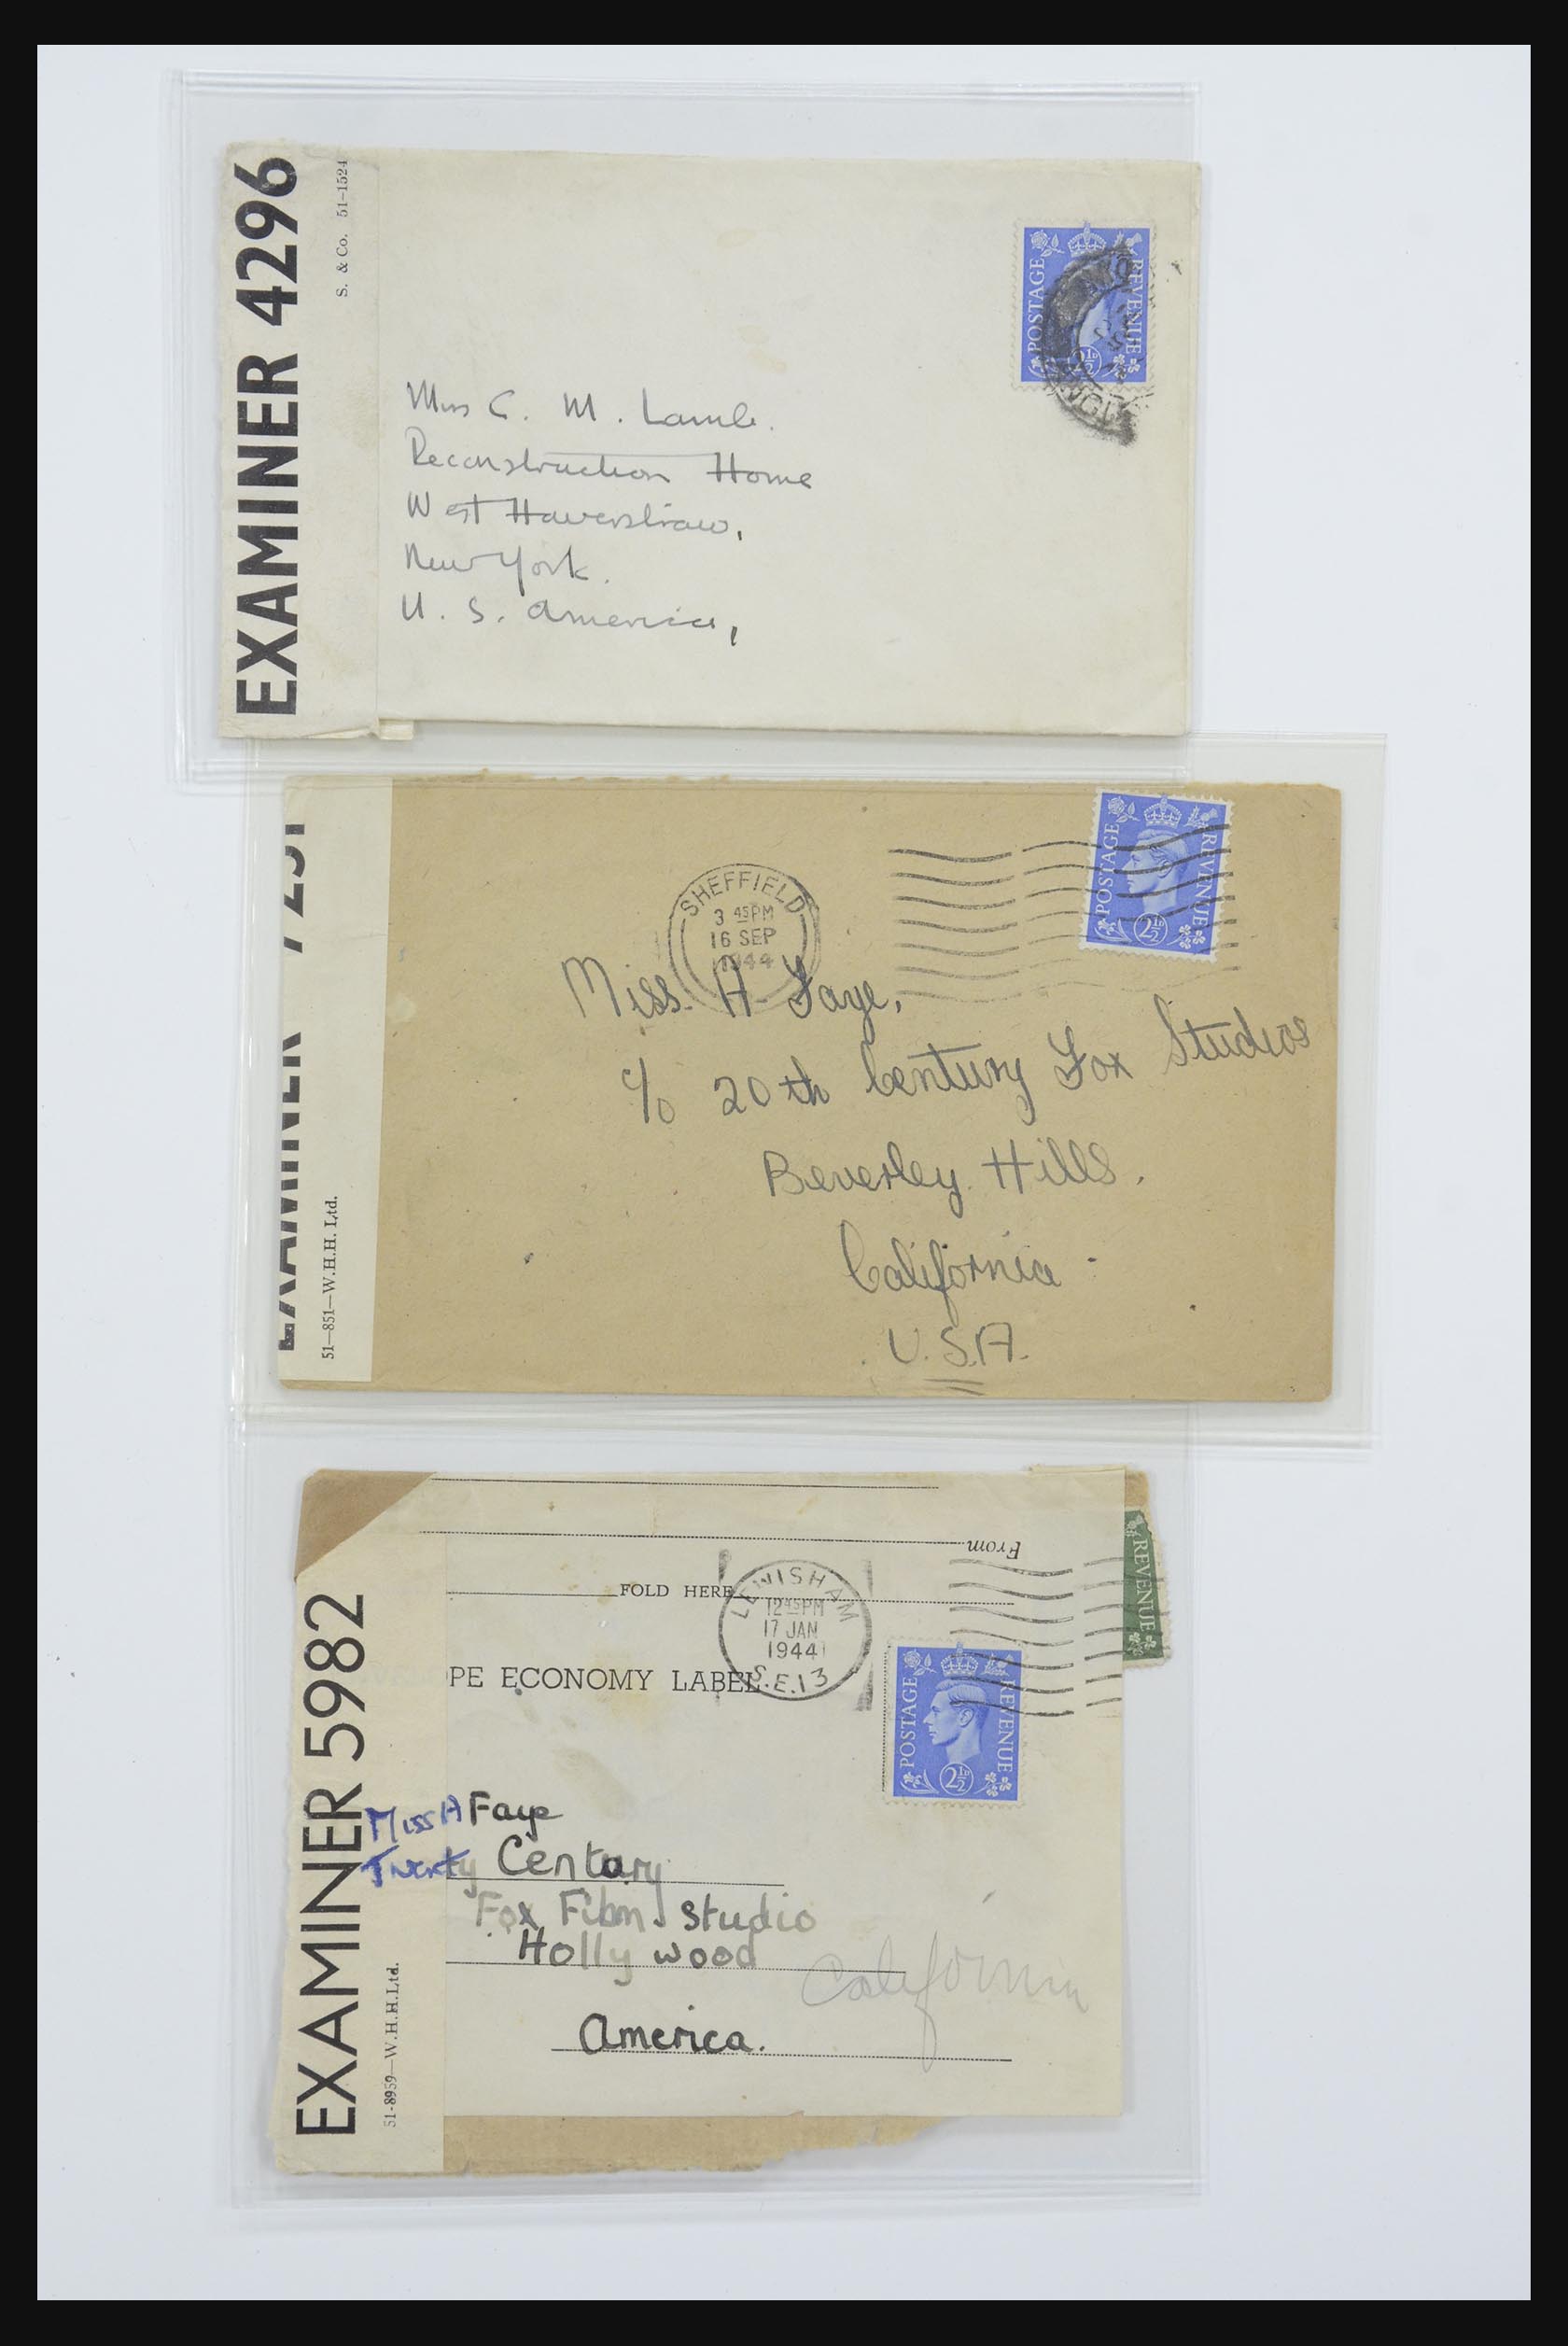 EXAMINER 4296
S. & Co. 51-1524
POSTAGE REVENUE
2½D
Miss C. M. Lamb.
Reconstruction Home
West Haverstraw,
New York.
U. S. America,
EXAMINER
51—851—W.H.H. Ltd.
POSTAGE REVENUE
2½D
SHEFFIELD
3 45PM
16 SEP
1944
Miss. A. Faye,
c/o 20th Century Fox Studios
Beverley Hills.
California
U.S.A.
From
REVENUE
FOLD HERE
LEWISHAM
12 45PM
17 JAN
1944
S.E.13
OPE ECONOMY LABEL
POSTAGE REVENUE
2½D
EXAMINER 5982
51-8959—W.H.H.Ltd.
Miss A Faye
Twenty Century
Fox Film Studio
Hollywood
California
America.